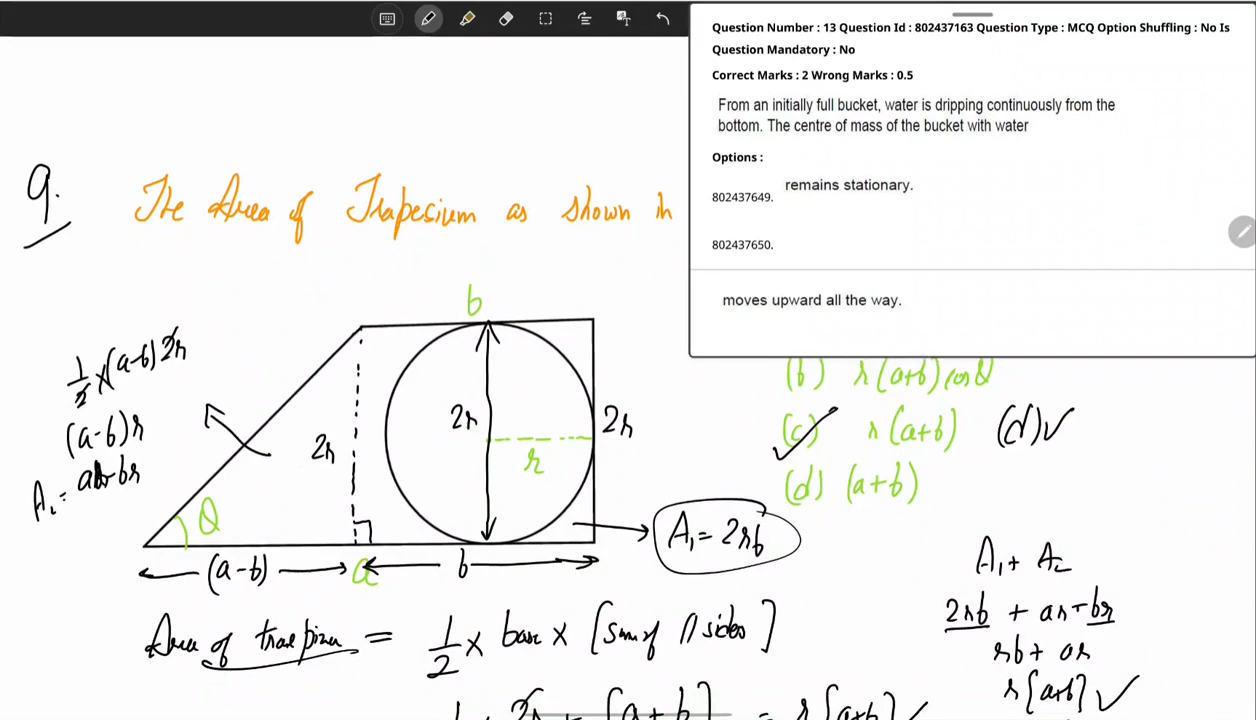 Question Number : 13 Question Id : 802437163 Question Type : MCQ Option Shuffling : No Is
Question Mandatory : No
Correct Marks : 2 Wrong Marks : 0.5
From an initially full bucket, water is dripping continuously from the
bottom. The centre of mass of the bucket with water
Options :
802437649. remains stationary.
802437650.
moves upward all the way.
9. The Area of Trapesium as shown in
b
1/2 × (a-b) 2r
(a-b)r
A₂ =
2r 2r 2r
r
θ
(a-b) a b
A₁ = 2rb
(b) r(a+b) cos θ
(c) r(a+b) (d)✓
(d) (a+b)
A₁ + A₂
2rb + ar - br
rb + ar
r[a+b] ✓
Area of = 1/2 × base × [Sum of || sides]
[a+b] = r[a+b] ✓